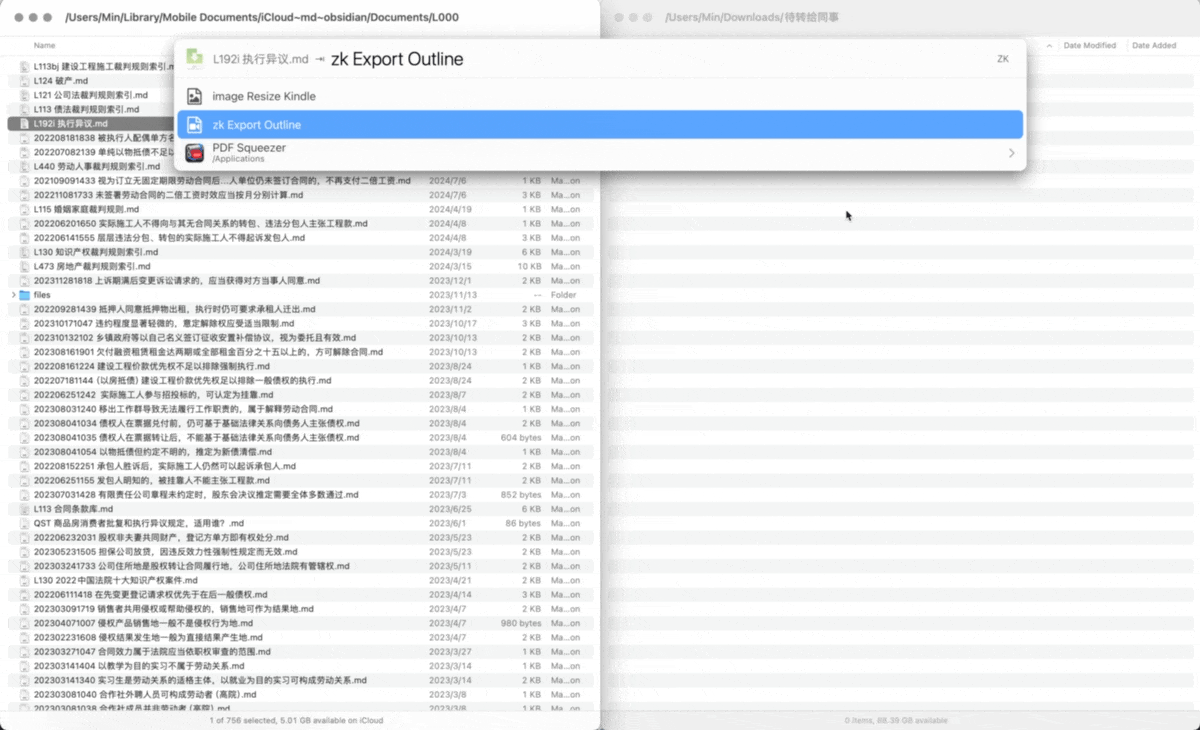 /Users/Min/Library/Mobile Documents/iCloud~md~obsidian/Documents/L000
/Users/Min/Downloads/待转给同事
Name
Date Modified
Date Added
L192i 执行异议.md
zk Export Outline
ZK
image Resize Kindle
zk Export Outline
PDF Squeezer
/Applications
L113bj 建设工程施工裁判规则索引.m
L124 破产.md
L121 公司法裁判规则索引.md
L113 债法裁判规则索引.md
L192i 执行异议.md
202208181838 被执行人配偶单方名
202207082139 单纯以物抵债不足以
L440 劳动人事裁判规则索引.md
202109091433 视为订立无固定期限劳动合同后...人单位仍未签订合同的，不再支付二倍工资.md 2024/7/6 1 KB Ma...on
202211081733 未签署劳动合同的二倍工资时效应当按月分别计算.md 2024/7/6 3 KB Ma...on
L115 婚姻家庭裁判规则.md 2024/4/19 1 KB Ma...on
202206201650 实际施工人不得向与其无合同关系的转包、违法分包人主张工程款.md 2024/4/8 1 KB Ma...on
202206141555 层层违法分包、转包的实际施工人不得起诉发包人.md 2024/4/8 3 KB Ma...on
L130 知识产权裁判规则索引.md 2024/3/19 6 KB Ma...on
L473 房地产裁判规则索引.md 2024/3/15 10 KB Ma...on
202311281818 上诉期满后变更诉讼请求的，应当获得对方当事人同意.md 2023/12/1 2 KB Ma...on
files 2023/11/13 -- Folder
202209281439 抵押人同意抵押物出租，执行时仍可要求承租人迁出.md 2023/11/2 2 KB Ma...on
202310171047 违约程度显著轻微的，意定解除权应受适当限制.md 2023/10/17 3 KB Ma...on
202310132102 乡镇政府等以自己名义签订征收安置补偿协议，视为委托且有效.md 2023/10/13 2 KB Ma...on
202308161901 欠付融资租赁租金达两期或全部租金百分之十五以上的，方可解除合同.md 2023/10/13 2 KB Ma...on
202208161224 建设工程价款优先权不足以排除强制执行.md 2023/8/24 1 KB Ma...on
202207181144 (以房抵债) 建设工程价款优先权足以排除一般债权的执行.md 2023/8/24 2 KB Ma...on
202206251242 实际施工人参与招投标的，可认定为挂靠.md 2023/8/7 2 KB Ma...on
202308031240 移出工作群导致无法履行工作职责的，属于解释劳动合同.md 2023/8/4 1 KB Ma...on
202308041034 债权人在票据兑付前，仍可基于基础法律关系向债务人主张债权.md 2023/8/4 2 KB Ma...on
202308041035 债权人在票据转让后，不能基于基础法律关系向债务人主张债权.md 2023/8/4 604 bytes Ma...on
202308041054 以物抵债但约定不明的，推定为新债清偿.md 2023/8/4 1 KB Ma...on
202208152251 承包人胜诉后，实际施工人仍然可以起诉承包人.md 2023/7/11 2 KB Ma...on
202206251155 发包人明知的，被挂靠人不能主张工程款.md 2023/7/11 2 KB Ma...on
202307031428 有限责任公司章程未约定时，股东会决议推定需要全体多数通过.md 2023/7/3 852 bytes Ma...on
L113 合同条款库.md 2023/6/25 6 KB Ma...on
QST 商品房消费者批复和执行异议规定，适用谁？.md 2023/6/1 86 bytes Ma...on
202206232031 股权非夫妻共同财产，登记方单方即有权处分.md 2023/5/23 2 KB Ma...on
202305231505 担保公司放贷，因违反效力性强制性规定而无效.md 2023/5/23 2 KB Ma...on
202303241733 公司住所地是股权转让合同履行地，公司住所地法院有管辖权.md 2023/5/11 2 KB Ma...on
L130 2022中国法院十大知识产权案件.md 2023/4/21 2 KB Ma...on
202206111418 在先变更登记请求权优先于在后一般债权.md 2023/4/14 3 KB Ma...on
202303091719 销售者共用侵权或帮助侵权的，销售地可作为结果地.md 2023/4/7 2 KB Ma...on
202304071007 侵权产品销售地一般不是侵权行为地.md 2023/4/7 980 bytes Ma...on
202302231608 侵权结果发生地一般为直接结果产生地.md 2023/4/7 2 KB Ma...on
202303271047 合同效力属于法院应当依职权审查的范围.md 2023/3/27 1 KB Ma...on
202303141404 以教学为目的实习不属于劳动关系.md 2023/3/14 1 KB Ma...on
202303141340 实习生是劳动关系的适格主体，以就业为目的实习可构成劳动关系.md 2023/3/14 2 KB Ma...on
202303081040 合作社外聘人员可构成劳动者 (高院) .md 2023/3/8 1 KB Ma...on
202303081038 合作社成员并非劳动者 (高院) .md 2023/3/8 1 KB Ma...on
1 of 756 selected, 5.01 GB available on iCloud
0 items, 88.39 GB available